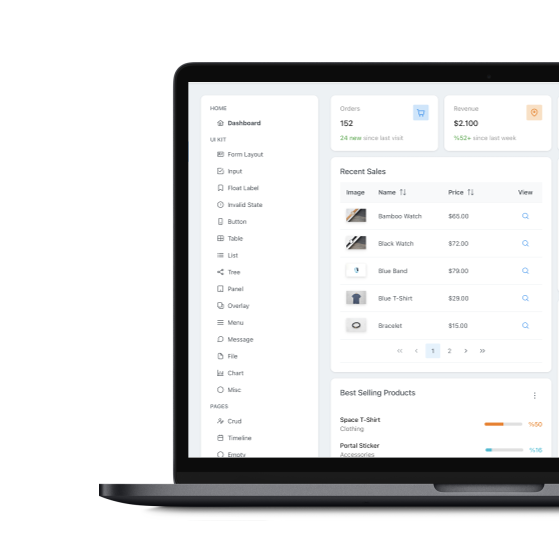 HOME
Dashboard
UI KIT
Form Layout
Input
Float Label
Invalid State
Button
Table
List
Tree
Panel
Overlay
Menu
Message
File
Chart
Misc
PAGES
Crud
Timeline
Empty
Orders
152
24 new since last visit
Revenue
$2.100
%52+ since last week
Recent Sales
Image Name Price View
Bamboo Watch $65.00
Black Watch $72.00
Blue Band $79.00
Blue T-Shirt $29.00
Bracelet $15.00
« ‹ 1 2 › »
Best Selling Products
Space T-Shirt
Clothing
%50
Portal Sticker
Accessories
%16